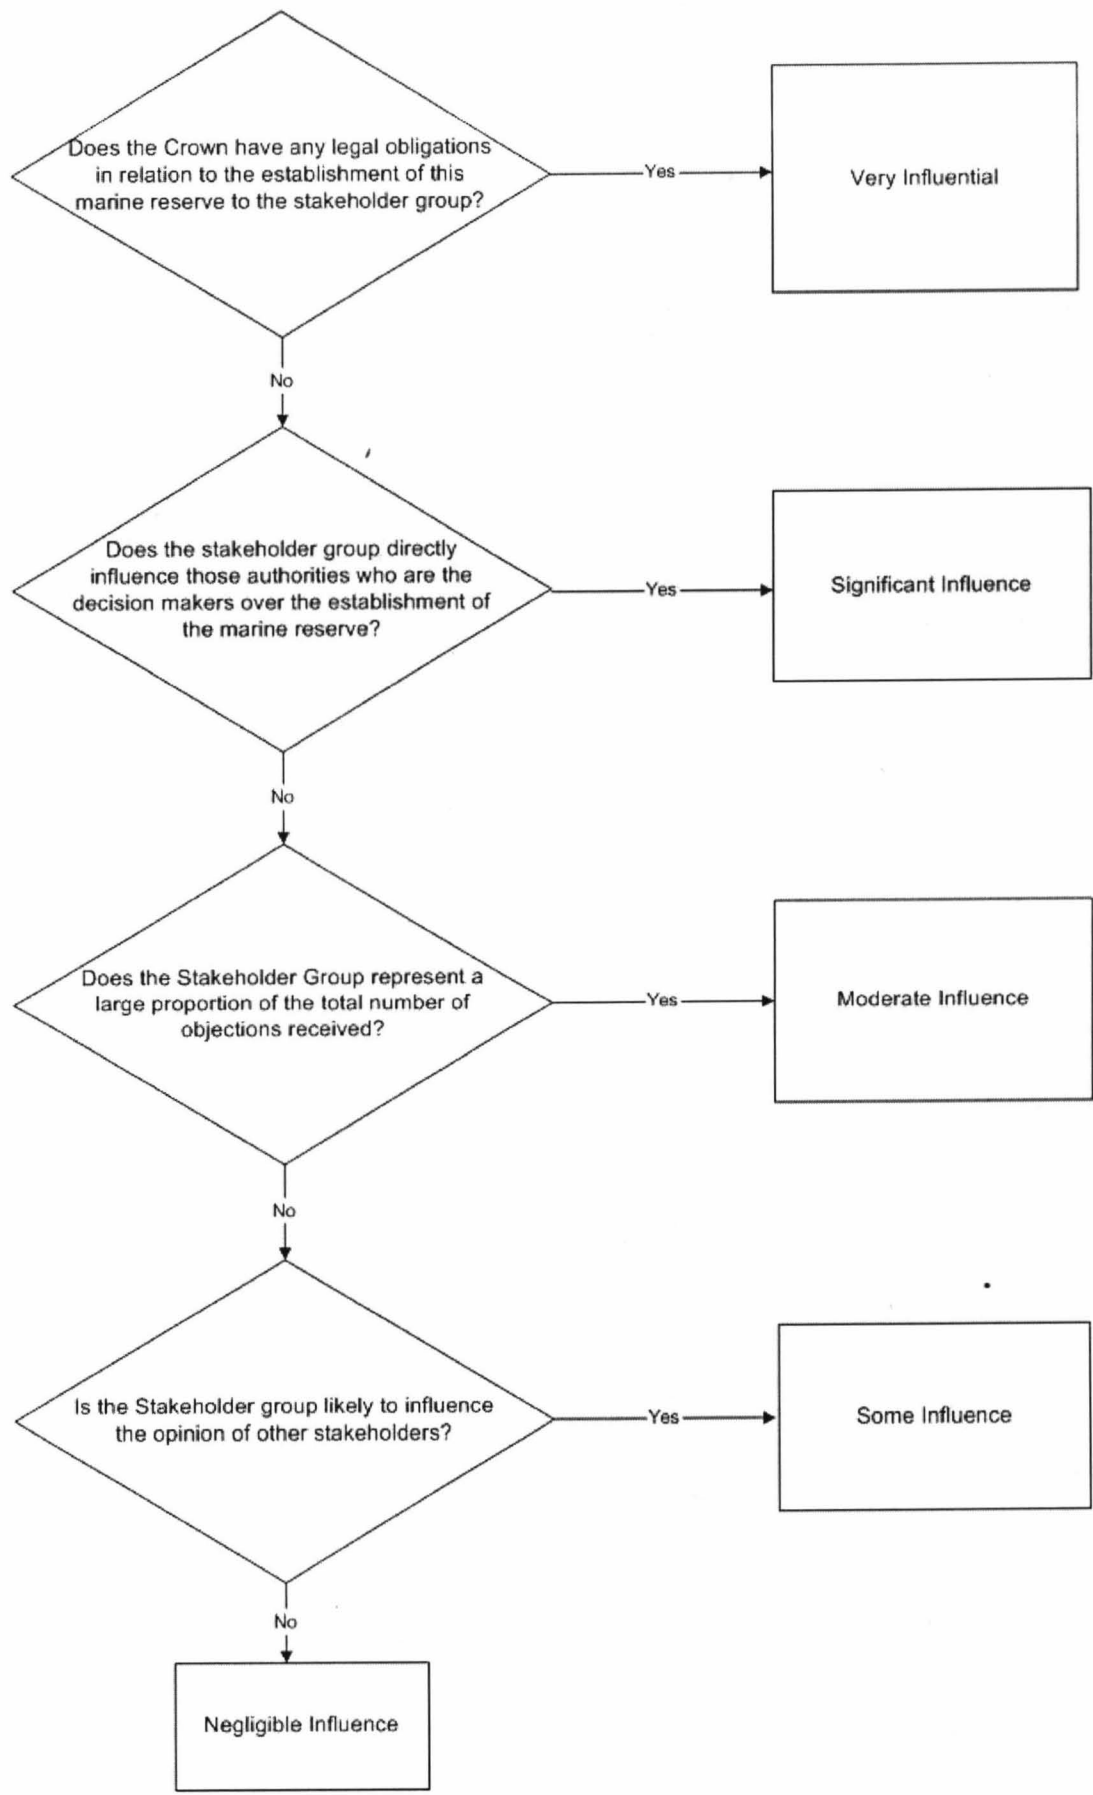 Does the Crown have any legal obligations
in relation to the establishment of this
marine reserve to the stakeholder group?
Yes
Very Influential
No
Does the stakeholder group directly
influence those authorities who are the
decision makers over the establishment of
the marine reserve?
Yes
Significant Influence
No
Does the Stakeholder Group represent a
large proportion of the total number of
objections received?
Yes
Moderate Influence
No
Is the Stakeholder group likely to influence
the opinion of other stakeholders?
Yes
Some Influence
No
Negligible Influence